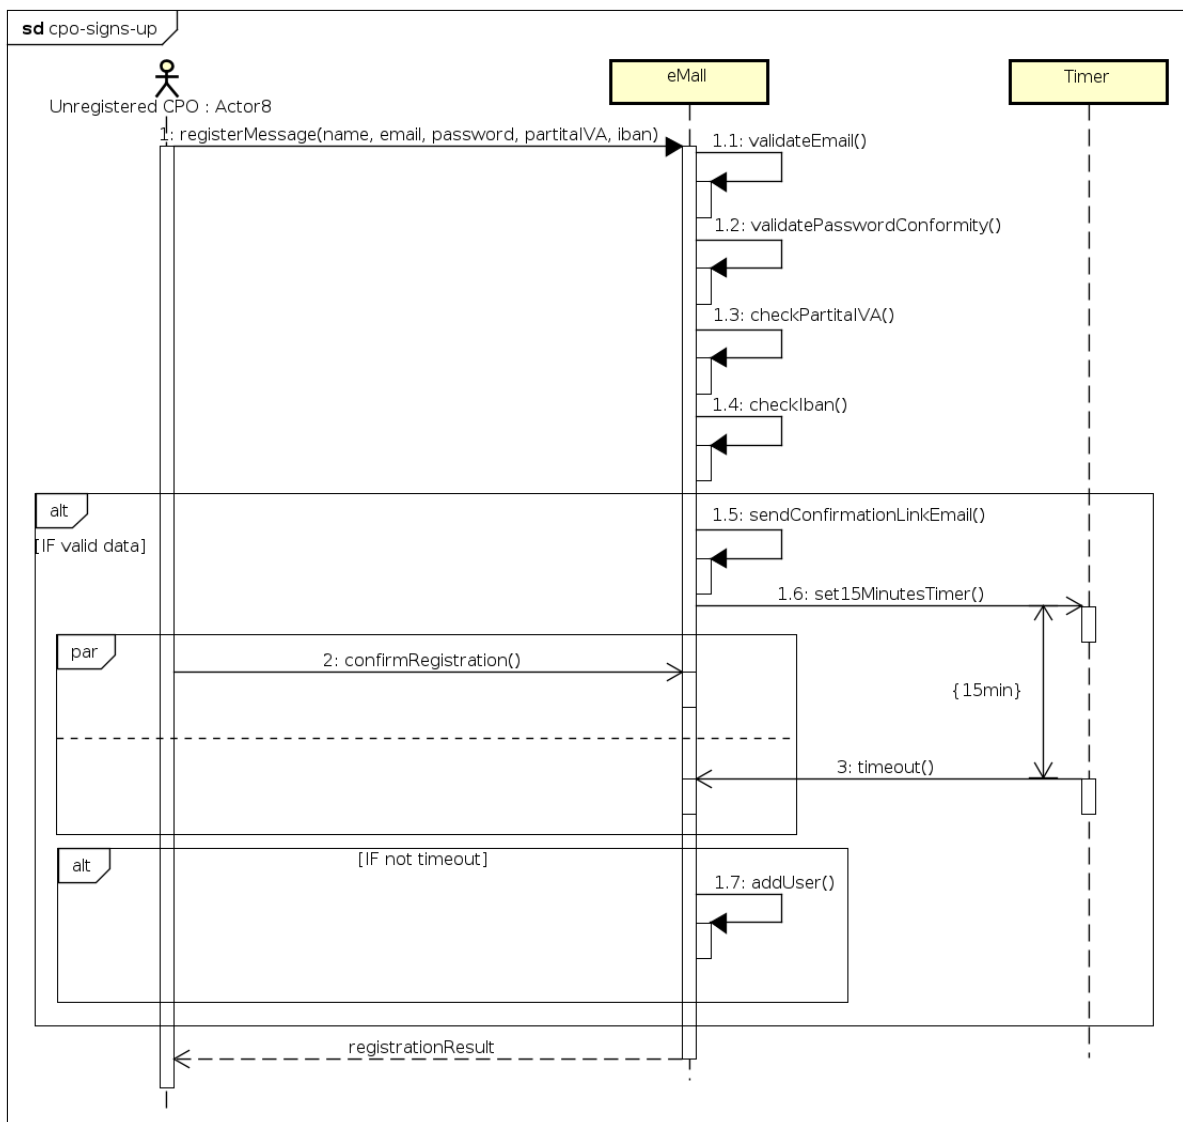 sd cpo-signs-up
Unregistered CPO : Actor8
eMall
Timer
1: registerMessage(name, email, password, partitaIVA, iban)
1.1: validateEmail()
1.2: validatePasswordConformity()
1.3: checkPartitaIVA()
1.4: checkIban()
alt
[IF valid data]
1.5: sendConfirmationLinkEmail()
1.6: set15MinutesTimer()
par
2: confirmRegistration()
{15min}
3: timeout()
alt
[IF not timeout]
1.7: addUser()
registrationResult